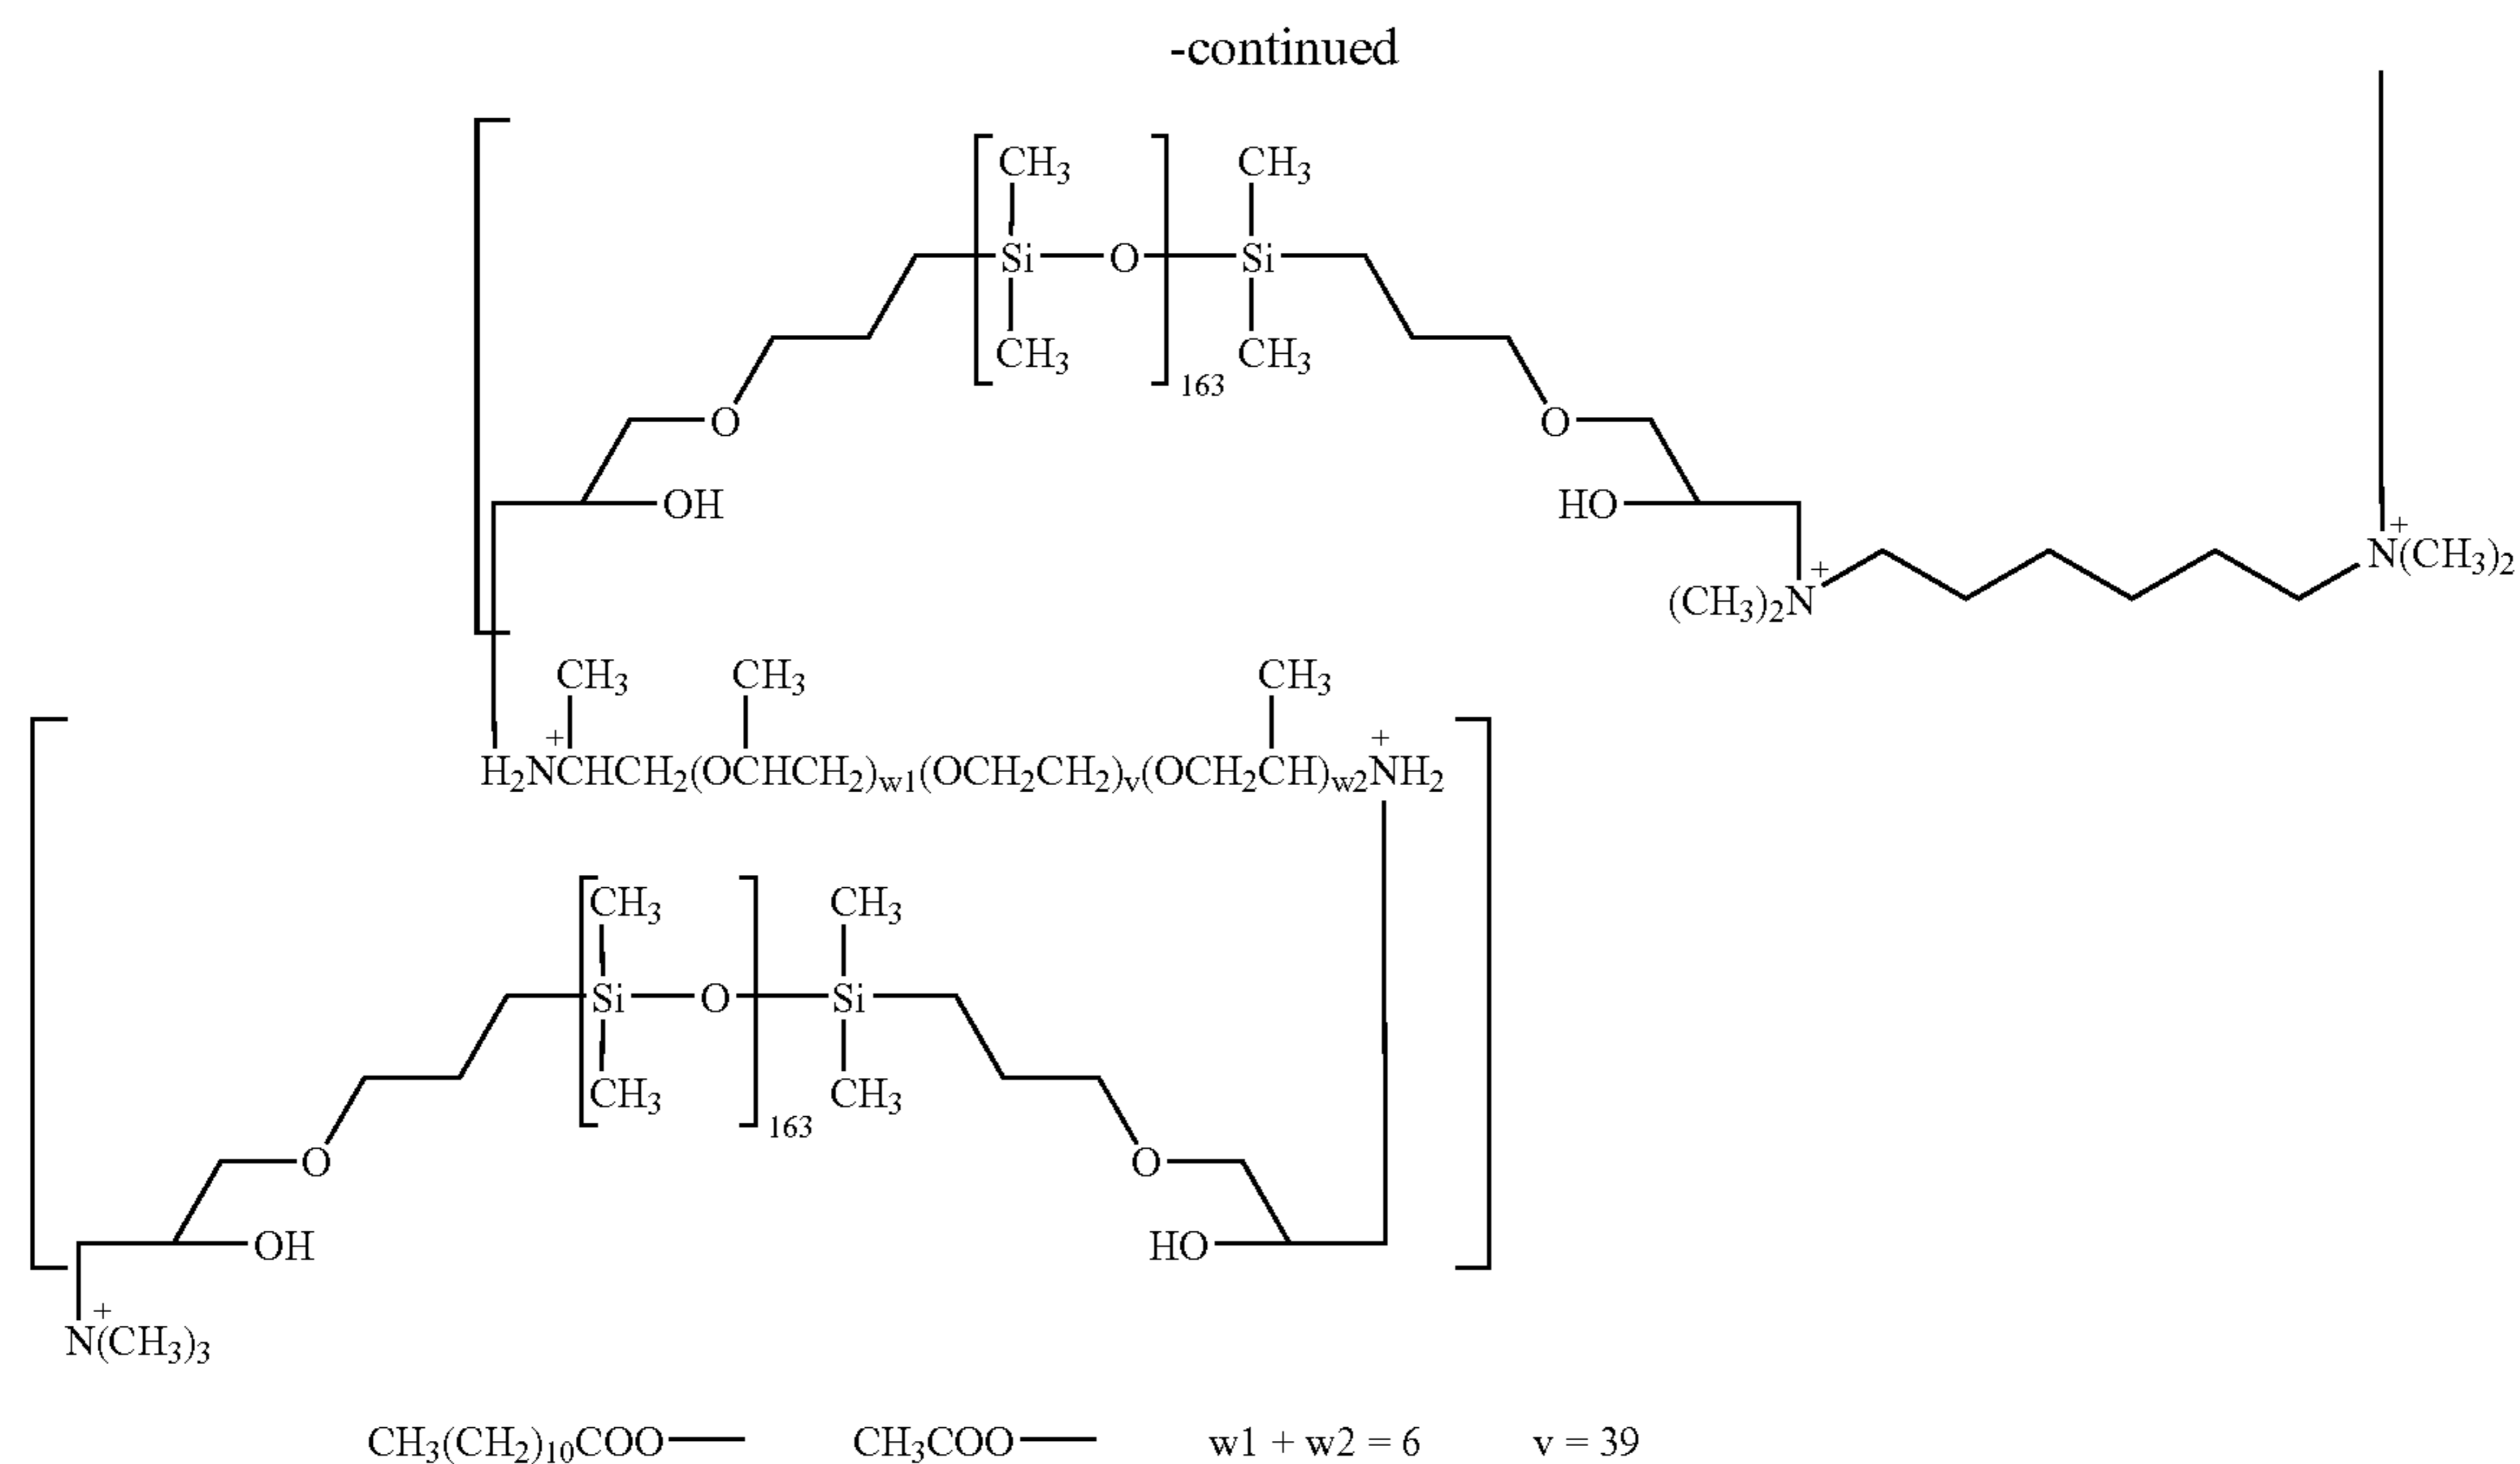 -continued
CH3 CH3
Si O Si
CH3 CH3
163
O O
OH HO
+
N(CH3)2
+
(CH3)2N
CH3 CH3 CH3
+ +
H2NCHCH2(OCHCH2)w1(OCH2CH2)v(OCH2CH)w2NH2
CH3 CH3
Si O Si
CH3 CH3
163
O O
OH HO
+
N(CH3)3
CH3(CH2)10COO— CH3COO— w1 + w2 = 6 v = 39